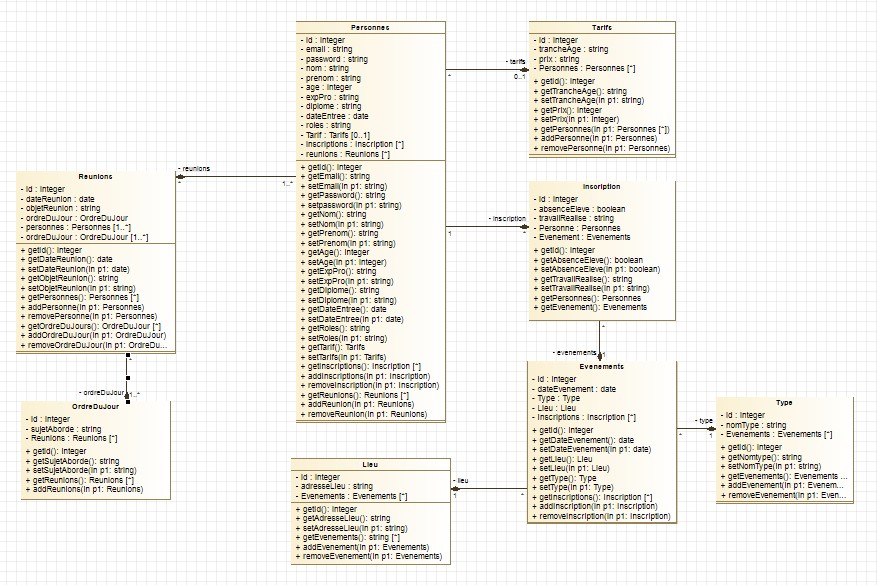 Personnes
- id : Integer
- email : string
- password : string
- nom : string
- prenom : string
- age : Integer
- expPro : string
- diplome : string
- dateEntree : date
- roles : string
- Tarif : Tarifs [0..1]
- Inscriptions : Inscription [*]
- reunions : Reunions [*]
+ getId(): Integer
+ getEmail(): string
+ setEmail(in p1: string)
+ getPassword(): string
+ setpassword(in p1: string)
+ getNom(): string
+ setNom(in p1: string)
+ getPrenom(): string
+ setPrenom(in p1: string)
+ getAge(): Integer
+ setAge(in p1: Integer)
+ getExpPro(): string
+ setExpPro(in p1: string)
+ getDiplome(): string
+ setDiplome(in p1: string)
+ getDateEntree(): date
+ setDateEntree(in p1: date)
+ getRoles(): string
+ setRoles(in p1: string)
+ getTarif(): Tarifs
+ setTarifs(in p1: Tarifs)
+ getInscriptions(): Inscription [*]
+ addInscriptions(in p1: Inscription)
+ removeInscription(in p1: Inscription)
+ getReunions(): Reunions [*]
+ addReunion(in p1: Reunions)
+ removeReunion(in p1: Reunions)
- tarifs
*
0..1
Tarifs
- id : Integer
- trancheAge : string
- prix : string
- Personnes : Personnes [*]
+ getId(): Integer
+ getTrancheAge(): string
+ setTrancheAge(in p1: string)
+ getPrix(): Integer
+ setPrix(in p1: Integer)
+ getPersonnes(in p1: Personnes [*])
+ addPersonne(in p1: Personnes)
+ removePersonne(in p1: Personnes)
- reunions
*
1..*
Reunions
- id : Integer
- dateReunion : date
- objetReunion : string
- ordreDuJour : OrdreDuJour
- personnes : Personnes [1..*]
- ordreDuJour : OrdreDuJour [1..*]
+ getId(): Integer
+ getDateReunion(): date
+ setDateReunion(in p1: date)
+ getObjetReunion(): string
+ setObjetReunion(in p1: string)
+ getPersonnes(): Personnes [*]
+ addPersonne(in p1: Personnes)
+ removePersonne(in p1: Personnes)
+ getOrdreDuJours(): OrdreDuJour [*]
+ addOrdreDuJour(in p1: OrdreDuJour)
+ removeOrdreDuJour(in p1: OrdreDu...
- inscription
1
*
Inscription
- id : Integer
- absenceEleve : boolean
- travailRealise : string
- Personne : Personnes
- Evenement : Evenements
+ getId(): Integer
+ getAbsenceEleve(): boolean
+ setAbsenceEleve(in p1: boolean)
+ getTravailRealise(): string
+ setTravailRealise(in p1: string)
+ getPersonnes(): Personnes
+ getEvenement(): Evenements
*
- evenements
1
*
- ordreDuJour
1..*
OrdreDuJour
- id : Integer
- sujetAborde : string
- Reunions : Reunions [*]
+ getId(): Integer
+ getSujetAborde(): string
+ setSujetAborde(in p1: string)
+ getReunions(): Reunions [*]
+ addReunions(in p1: Reunions)
Evenements
- id : Integer
- dateEvenement : date
- Type : Type
- Lieu : Lieu
- Inscriptions : Inscription [*]
+ getId(): Integer
+ getDateEvenement(): date
+ setDateEvenement(in p1: date)
+ getLieu(): Lieu
+ setLieu(in p1: Lieu)
+ getType(): Type
+ setType(in p1: Type)
+ getInscriptions(): Inscription [*]
+ addInscription(in p1: Inscription)
+ removeInscription(in p1: Inscription)
- type
*
1
Type
- id : Integer
- nomType : string
- Evenements : Evenements [*]
+ getId(): Integer
+ getNomtype(): string
+ setNomType(in p1: string)
+ getEvenements(): Evenements ...
+ addEvenement(in p1: Evenem...
+ removeEvenement(in p1: Even...
- lieu
1
*
Lieu
- id : Integer
- adresseLieu : string
- Evenements : Evenements [*]
+ getId(): Integer
+ getAdresseLieu(): string
+ setAdresseLieu(in p1: string)
+ getEvenements(): string [*]
+ addEvenement(in p1: Evenements)
+ removeEvenement(in p1: Evenements)